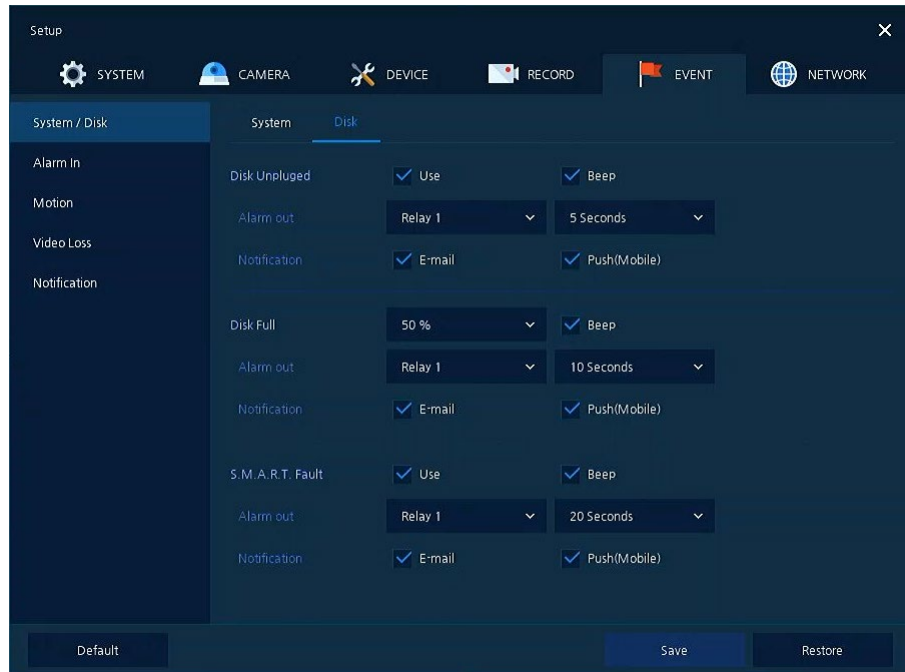 Setup
SYSTEM CAMERA DEVICE RECORD EVENT NETWORK
System / Disk
Alarm In
Motion
Video Loss
Notification
System Disk
Disk Unpluged Use Beep
Alarm out Relay 1 5 Seconds
Notification E-mail Push(Mobile)
Disk Full 50 % Beep
Alarm out Relay 1 10 Seconds
Notification E-mail Push(Mobile)
S.M.A.R.T. Fault Use Beep
Alarm out Relay 1 20 Seconds
Notification E-mail Push(Mobile)
Default Save Restore